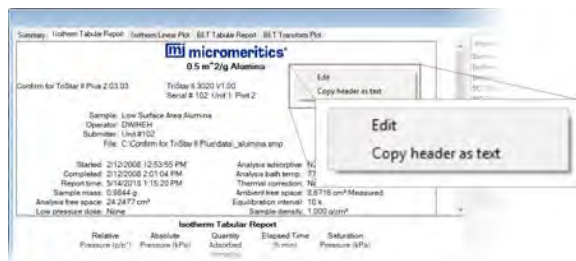 Summary Isotherm Tabular Report Isotherm Linear Plot BET Tabular Report BET Transform Plot
micromeritics
0.5 m^2/g Alumina
Confirm for TriStar II Plus 2.03.03 TriStar II 3020 V1.00
Serial # 102 Unit 1 Port 2
Edit
Copy header as text
Edit
Copy header as text
Sample: Low Surface Area Alumina
Operator: DW/REH
Submitter: Unit #102
File: C:\Confirm for TriStar II Plus\data\_alumina.smp
Started: 2/12/2008 12:53:55 PM Analysis adsorptive:
Completed: 2/12/2008 2:01:04 PM Analysis bath temp:
Report time: 5/14/2015 1:15:20 PM Thermal correction:
Sample mass: 0.9844 g Ambient free space: 8.6716 cm³ Measured
Analysis free space: 24.2477 cm³ Equilibration interval: 10 s
Low pressure dose: None Sample density: 1.000 g/cm³
Isotherm Tabular Report
Relative Absolute Quantity Elapsed Time Saturation
Pressure (p/p°) Pressure (kPa) Adsorbed (h:min) Pressure (kPa)